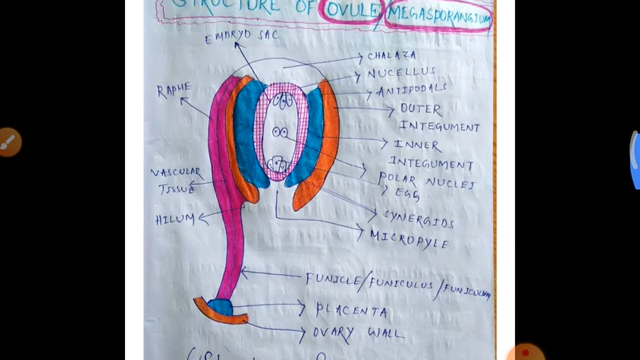 STRUCTURE OF OVULE/MEGASPORANGIUM
EMBRYO SAC
CHALAZA
NUCELLUS
ANTIPODALS
RAPHE
OUTER
INTEGUMENT
INNER
INTEGUMENT
POLAR NUCLEI
EGG
VASCULAR
TISSUE
SYNERGIDS
HILUM
MICROPYLE
FUNICLE/FUNICULUS/FUNICULUM
PLACENTA
OVARY WALL